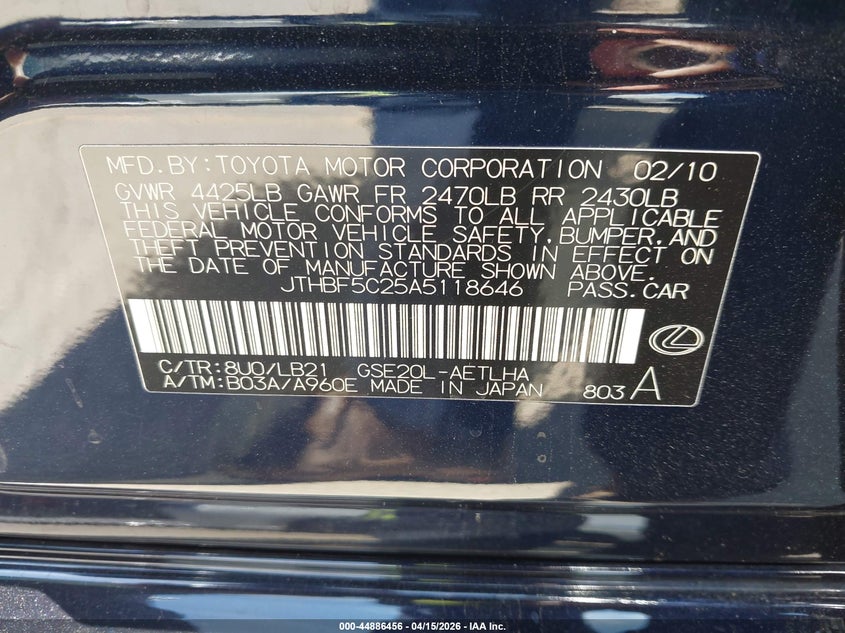 MFD.BY:TOYOTA MOTOR CORPORATION 02/10
GVWR 4425LB GAWR FR 2470LB RR 2430LB
THIS VEHICLE CONFORMS TO ALL APPLICABLE
FEDERAL MOTOR VEHICLE SAFETY,BUMPER,AND
THEFT PREVENTION STANDARDS IN EFFECT ON
THE DATE OF MANUFACTURE SHOWN ABOVE.
JTHBF5C25A5118646 PASS.CAR
C/TR:8U0/LB21 GSE20L-AETLHA
A/TM:B03A/A960E MADE IN JAPAN 803 A
000-44886456 - 04/15/2026 - IAA Inc.